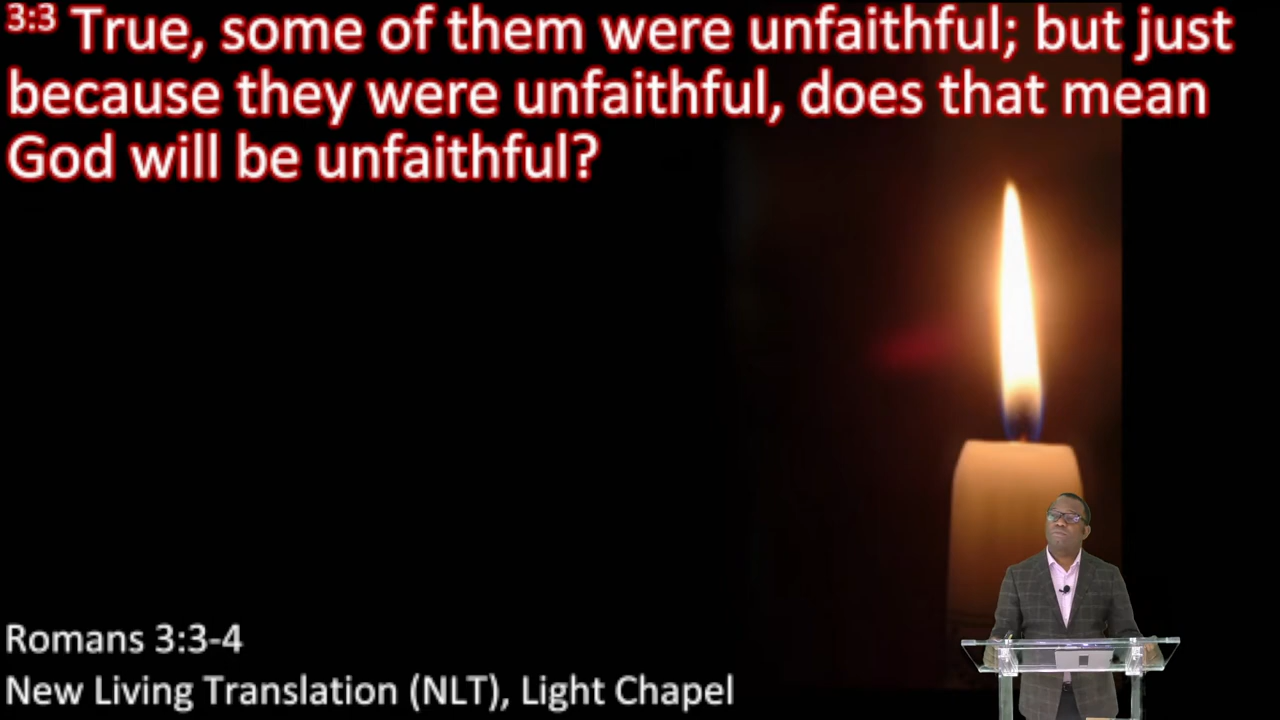 3:3 True, some of them were unfaithful; but just
because they were unfaithful, does that mean
God will be unfaithful?
Romans 3:3-4
New Living Translation (NLT), Light Chapel